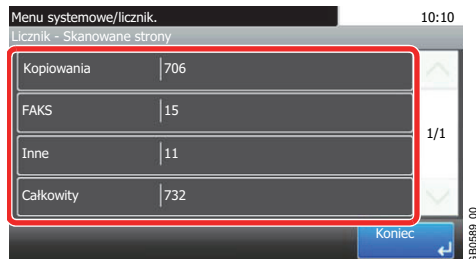 Menu systemowe/licznik.
10:10
Licznik - Skanowane strony
Kopiowania 706
FAKS 15
1/1
Inne 11
Całkowity 732
Koniec
GB0589_00